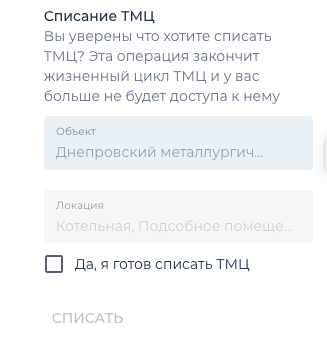 Списание ТМЦ
Вы уверены что хотите списать
ТМЦ? Эта операция закончит
жизненный цикл ТМЦ и у вас
больше не будет доступа к нему
Объект
Днепровский металлургич...
Локация
Котельная, Подсобное помеще...
Да, я готов списать ТМЦ
СПИСАТЬ